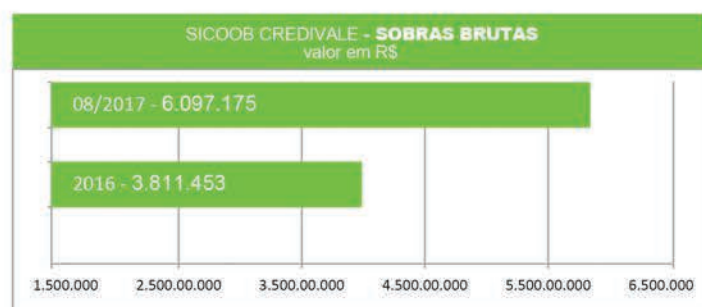 SICOOB CREDIVALE - SOBRAS BRUTAS
valor em R$
08/2017 - 6.097.175
2016 - 3.811.453
1.500.000 2.500.00.000 3.500.00.000 4.500.00.000 5.500.00.000 6.500.000